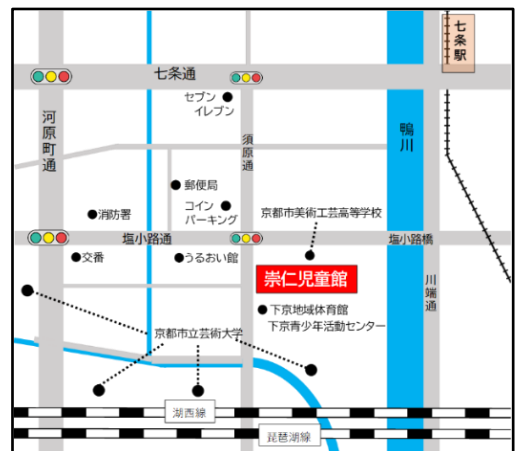 七条駅
七条通
セブン
イレブン
河原町通
須原通
鴨川
郵便局
コイン
パーキング
消防署
京都市美術工芸高等学校
塩小路通
塩小路橋
交番
うるおい館
崇仁児童館
川端通
下京地域体育館
下京青少年活動センター
京都市立芸術大学
湖西線
琵琶湖線